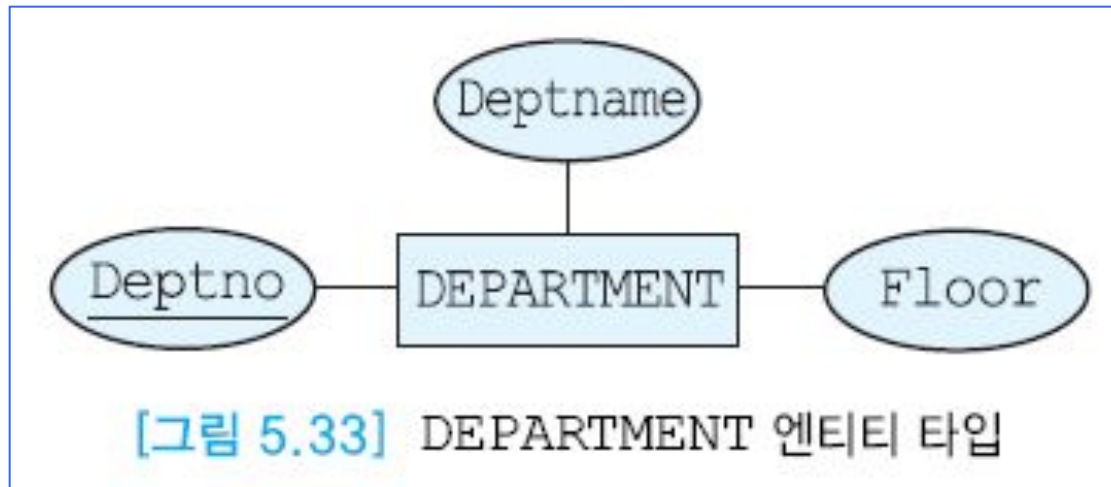 Deptname
Deptno DEPARTMENT Floor
[그림 5.33] DEPARTMENT 엔티티 타입